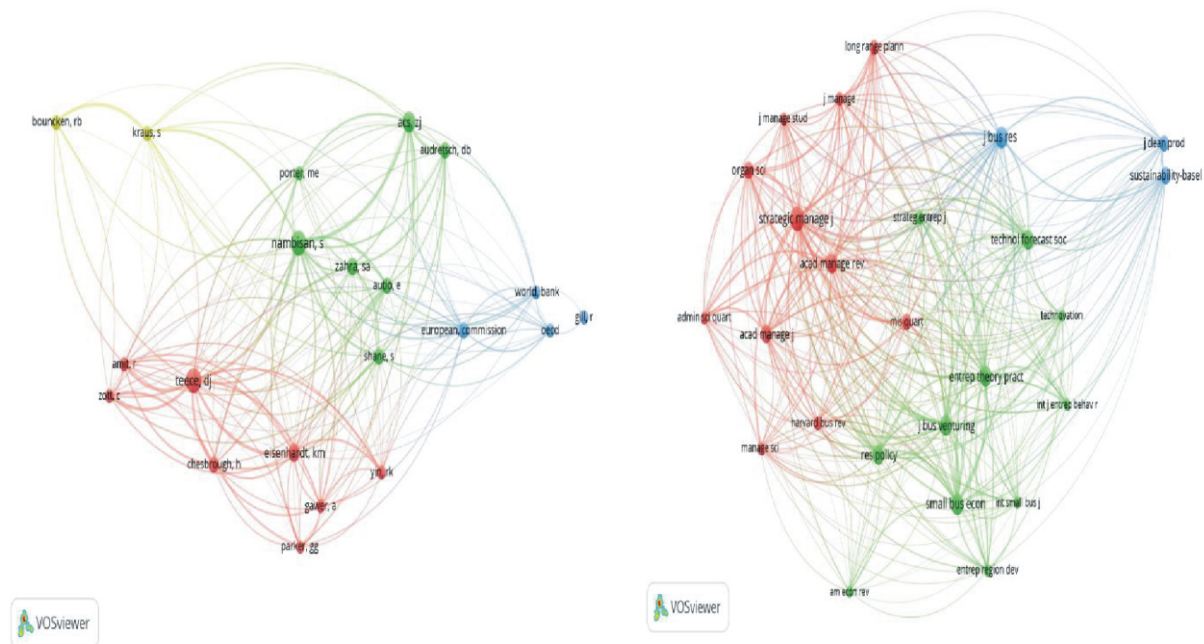 bouncken, rb
kraus, s
acs, zj
audretsch, db
porter, me
nambisan, s
zahra, sa
autio, e
world, bank
gill, r
european, commission
oecd
shane, s
amit, r
teece, dj
zott, c
chesbrough, h
eisenhardt, km
yin, rk
gawer, a
parker, gg
VOSviewer
long range plann
j manage
j manage stud
j bus res
j clean prod
organ sci
sustainability-basel
strategic manage j
strateg entrep j
technol forecast soc
acad manage rev
admin sci quart
mis quart
technovation
acad manage j
entrep theory pract
int j entrep behav r
harvard bus rev
j bus venturing
manage sci
res policy
small bus econ
int small bus j
entrep region dev
am econ rev
VOSviewer